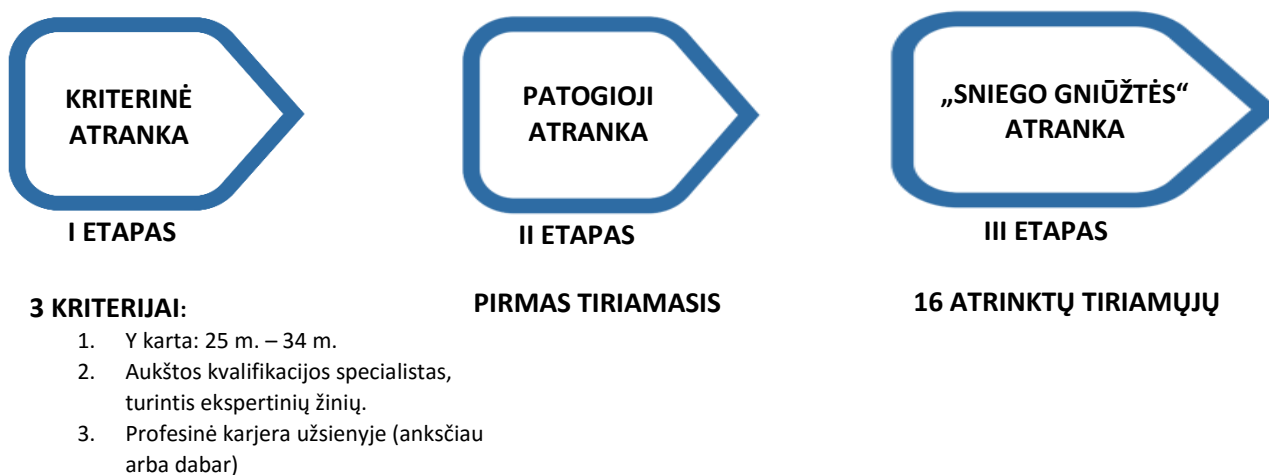 KRITERINĖ
ATRANKA
PATOGIOJI
ATRANKA
„SNIEGO GNIŪŽTĖS“
ATRANKA
I ETAPAS
II ETAPAS
III ETAPAS
3 KRITERIJAI:
PIRMAS TIRIAMASIS
16 ATRINKTŲ TIRIAMŲJŲ
1. Y karta: 25 m. – 34 m.
2. Aukštos kvalifikacijos specialistas,
turintis ekspertinių žinių.
3. Profesinė karjera užsienyje (anksčiau
arba dabar)